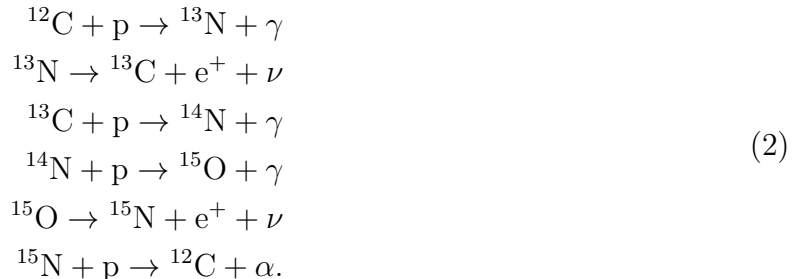 ¹²C + p → ¹³N + γ
¹³N → ¹³C + e⁺ + ν
¹³C + p → ¹⁴N + γ
¹⁴N + p → ¹⁵O + γ
(2)
¹⁵O → ¹⁵N + e⁺ + ν
¹⁵N + p → ¹²C + α.